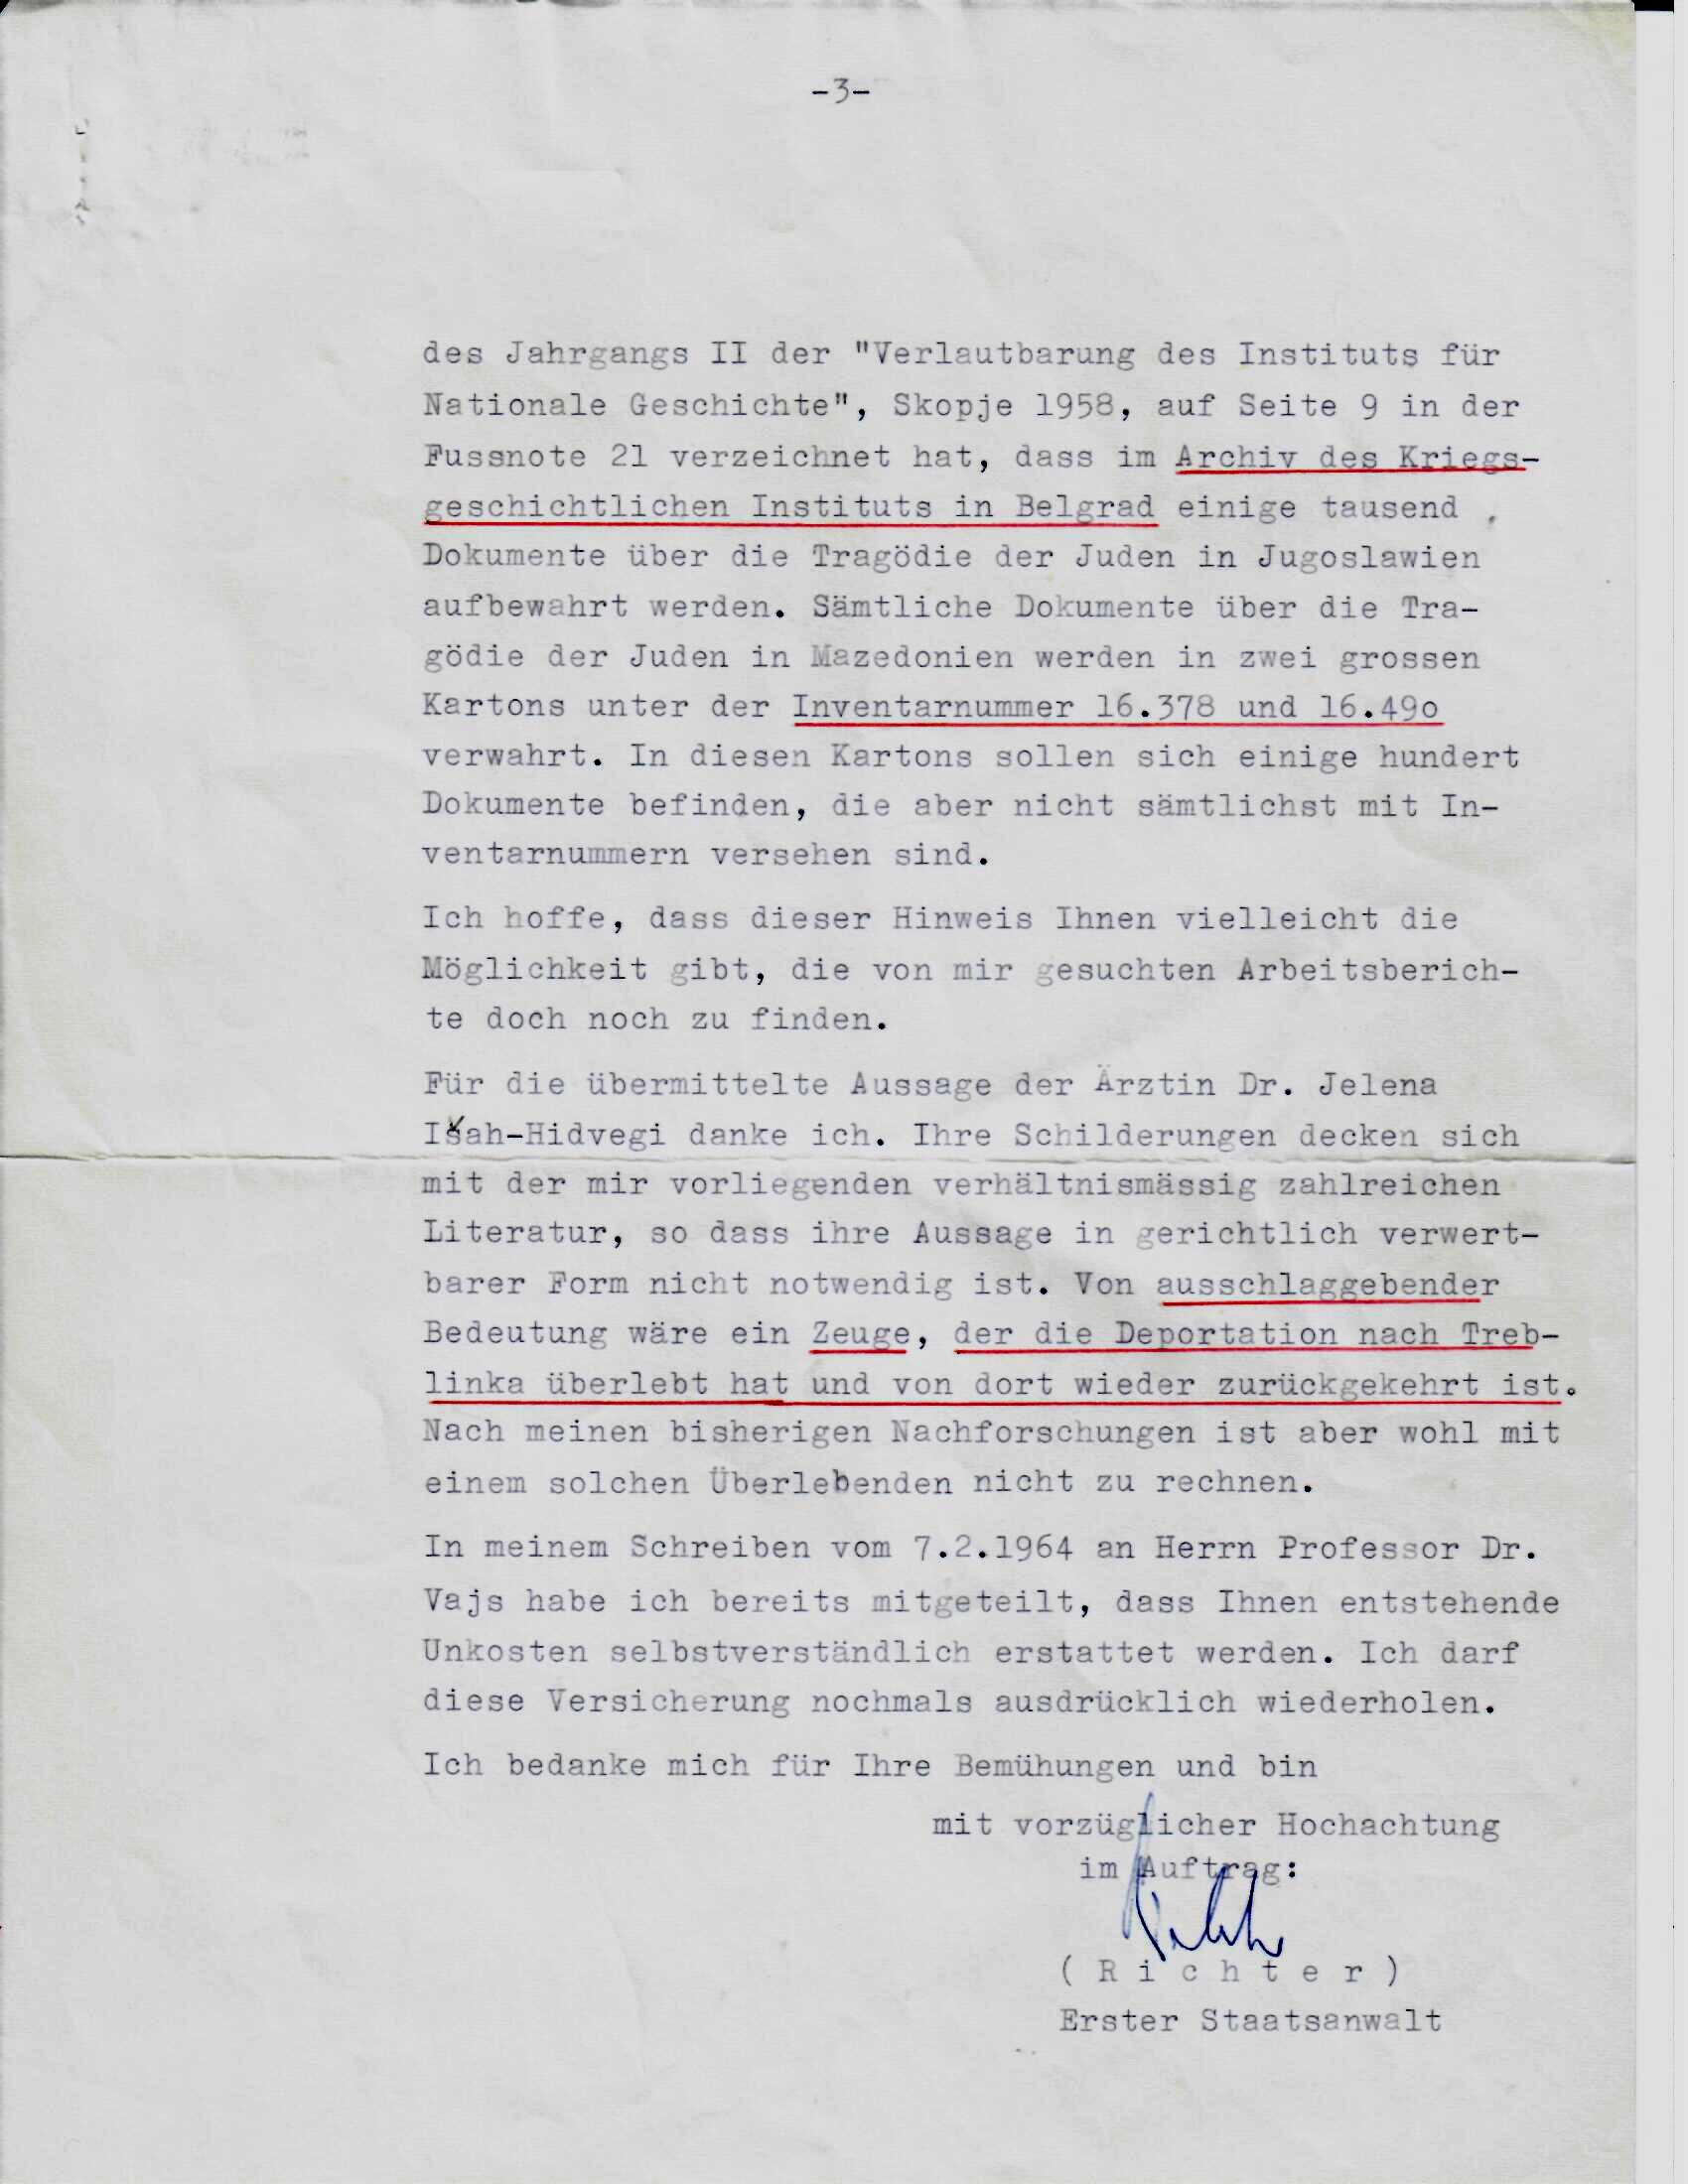 -3-
des Jahrgangs II der "Verlautbarung des Instituts für
Nationale Geschichte", Skopje 1958, auf Seite 9 in der
Fussnote 21 verzeichnet hat, dass im Archiv des Kriegs-
geschichtlichen Instituts in Belgrad einige tausend
Dokumente über die Tragödie der Juden in Jugoslawien
aufbewahrt werden. Sämtliche Dokumente über die Tra-
gödie der Juden in Mazedonien werden in zwei grossen
Kartons unter der Inventarnummer 16.378 und 16.49o
verwahrt. In diesen Kartons sollen sich einige hundert
Dokumente befinden, die aber nicht sämtlichst mit In-
ventarnummern versehen sind.
Ich hoffe, dass dieser Hinweis Ihnen vielleicht die
Möglichkeit gibt, die von mir gesuchten Arbeitsberich-
te doch noch zu finden.
Für die übermittelte Aussage der Ärztin Dr. Jelena
Išah-Hidvegi danke ich. Ihre Schilderungen decken sich
mit der mir vorliegenden verhältnismässig zahlreichen
Literatur, so dass ihre Aussage in gerichtlich verwert-
barer Form nicht notwendig ist. Von ausschlaggebender
Bedeutung wäre ein Zeuge, der die Deportation nach Treb-
linka überlebt hat und von dort wieder zurückgekehrt ist.
Nach meinen bisherigen Nachforschungen ist aber wohl mit
einem solchen Überlebenden nicht zu rechnen.
In meinem Schreiben vom 7.2.1964 an Herrn Professor Dr.
Vajs habe ich bereits mitgeteilt, dass Ihnen entstehende
Unkosten selbstverständlich erstattet werden. Ich darf
diese Versicherung nochmals ausdrücklich wiederholen.
Ich bedanke mich für Ihre Bemühungen und bin
mit vorzüglicher Hochachtung
im Auftrag:
( R i c h t e r )
Erster Staatsanwalt